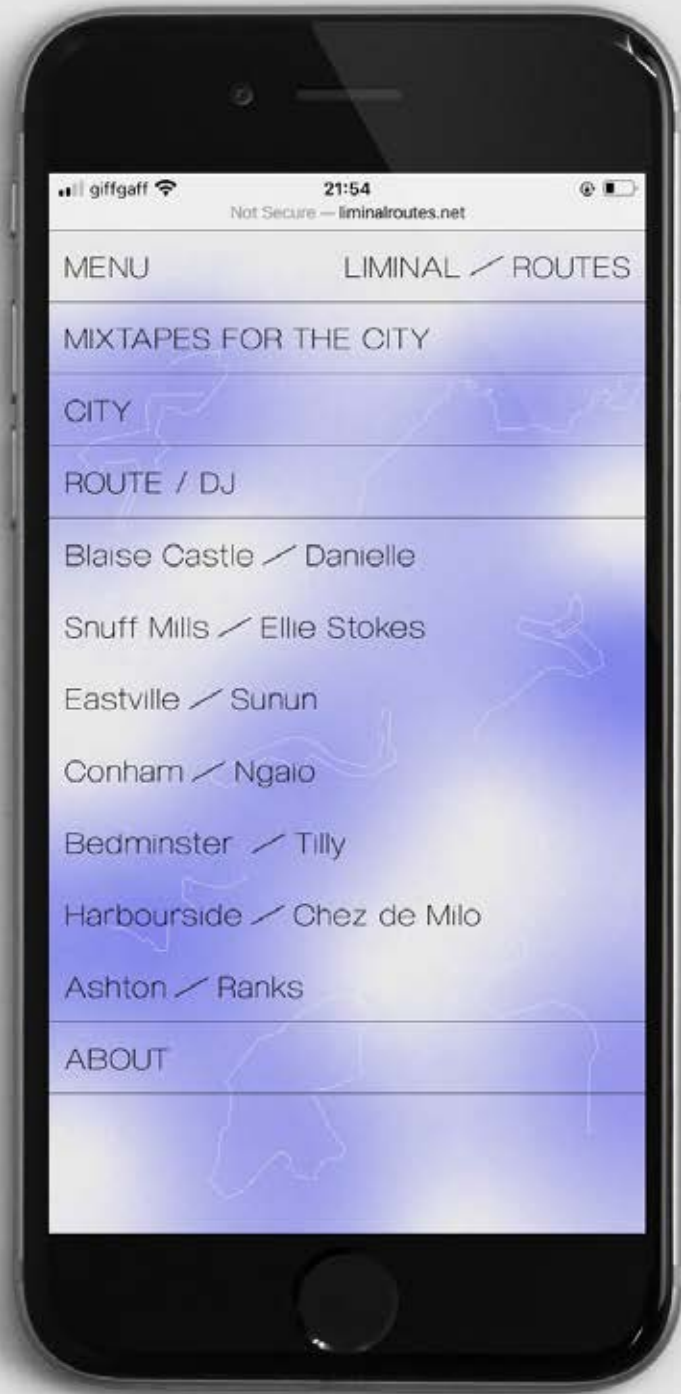 giffgaff 21:54
Not Secure — liminalroutes.net
MENU LIMINAL / ROUTES
MIXTAPES FOR THE CITY
CITY
ROUTE / DJ
Blaise Castle / Danielle
Snuff Mills / Ellie Stokes
Eastville / Sunun
Conham / Ngaio
Bedminster / Tilly
Harbourside / Chez de Milo
Ashton / Ranks
ABOUT